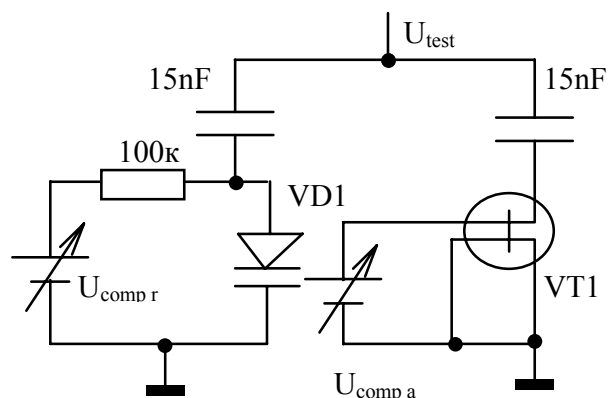 U_test
15nF
15nF
100к
VD1
U_comp r
VT1
U_comp a